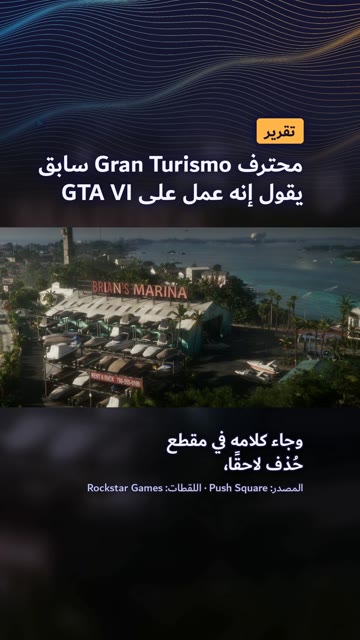 تقرير
محترف Gran Turismo سابق
يقول إنه عمل على GTA VI
BRIAN'S MARINA
وجاء كلامه في مقطع
حُذف لاحقًا،
المصدر: Push Square · اللقطات: Rockstar Games